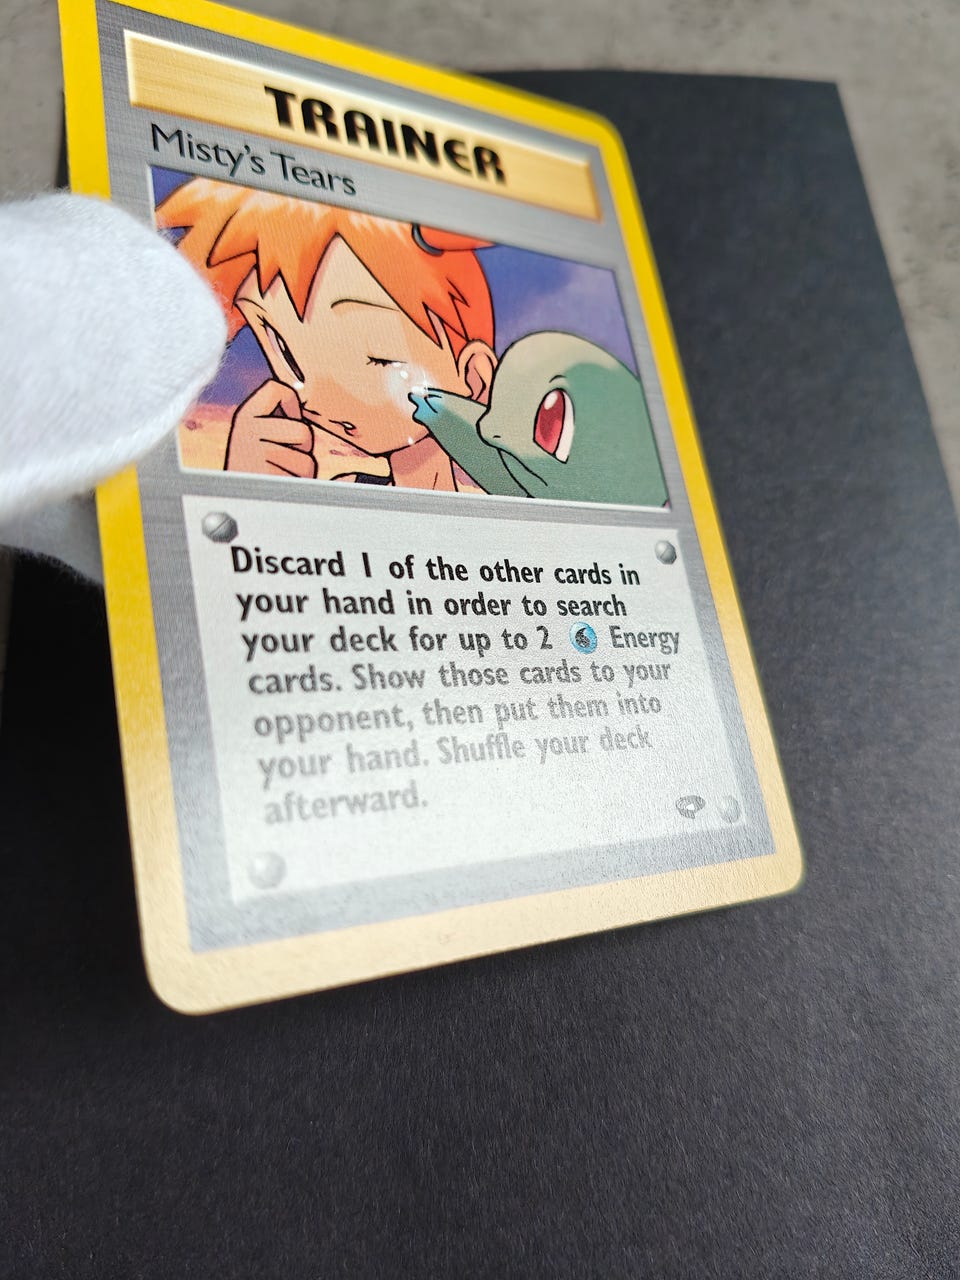 TRAINER
Misty's Tears
Discard 1 of the other cards in
your hand in order to search
your deck for up to 2 Energy
cards. Show those cards to your
opponent, then put them into
your hand. Shuffle your deck
afterward.